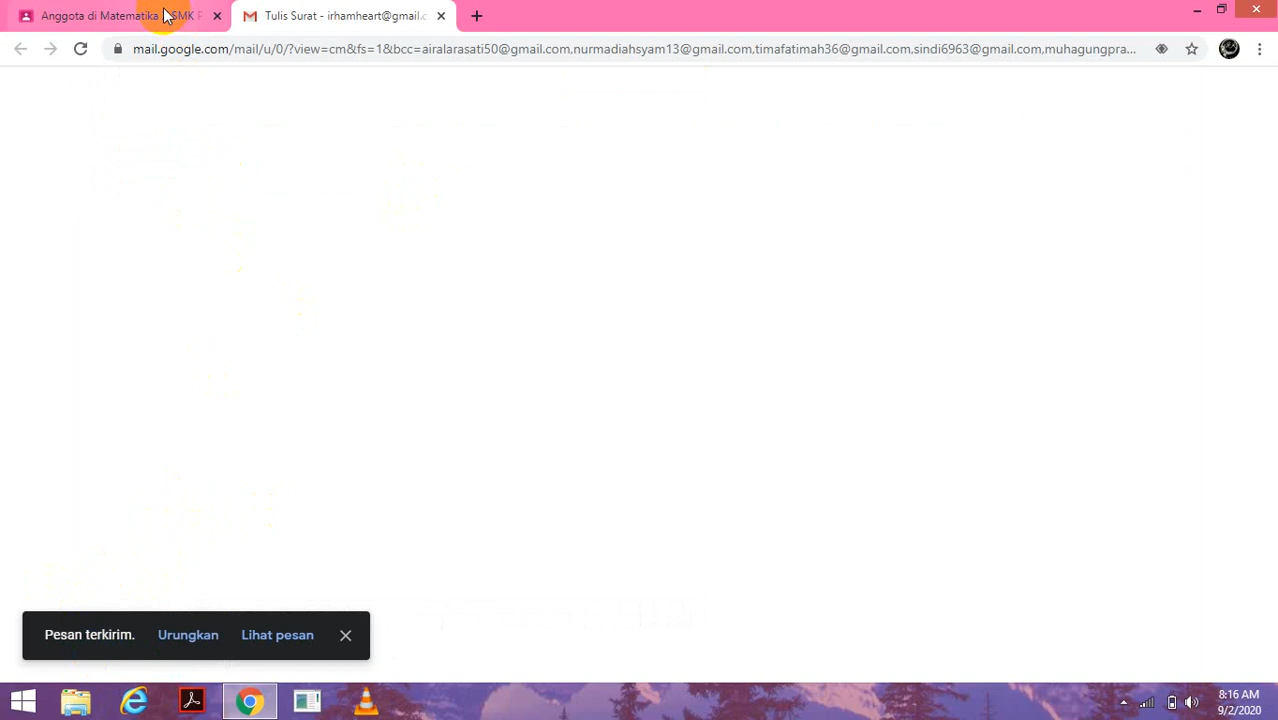 Anggota di Matematika SMK P
Tulis Surat - irhamheart@gmail.c
mail.google.com/mail/u/0/?view=cm&fs=1&bcc=airalarasati50@gmail.com,nurmadiahsyam13@gmail.com,timafatimah36@gmail.com,sindi6963@gmail.com,muhagungpra...
Pesan terkirim. Urungkan Lihat pesan
8:16 AM
9/2/2020